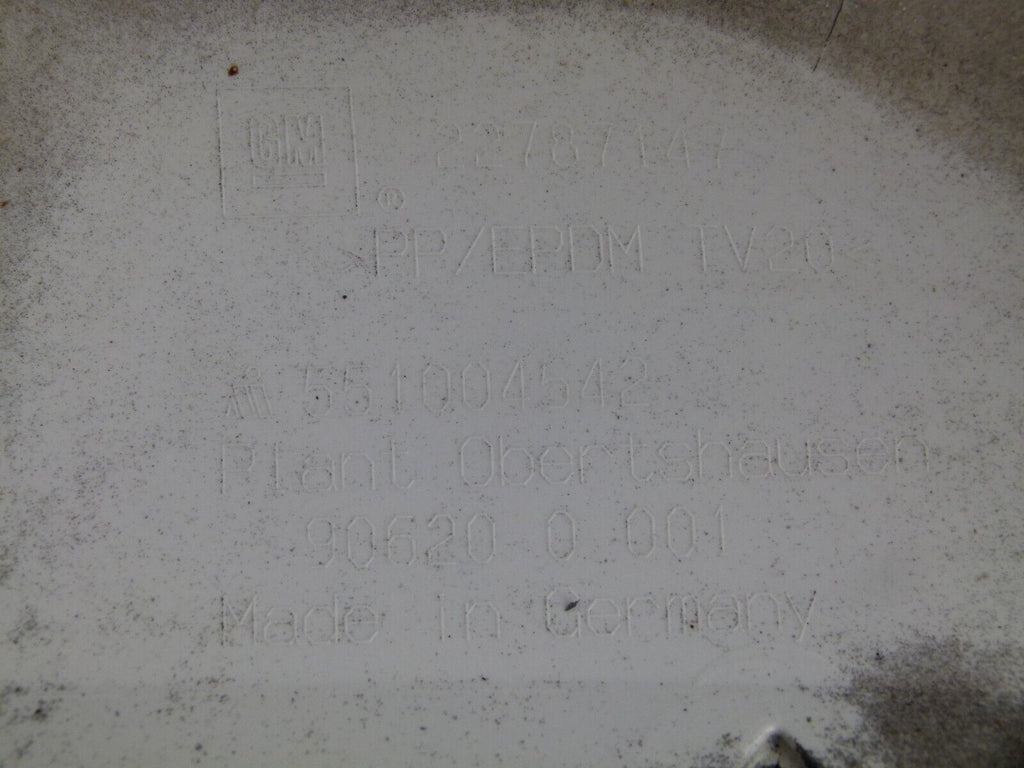 GM ® 22787147
PP/EPDM TV20
551004542
Plant Obertshausen
90620 0 001
Made in Germany